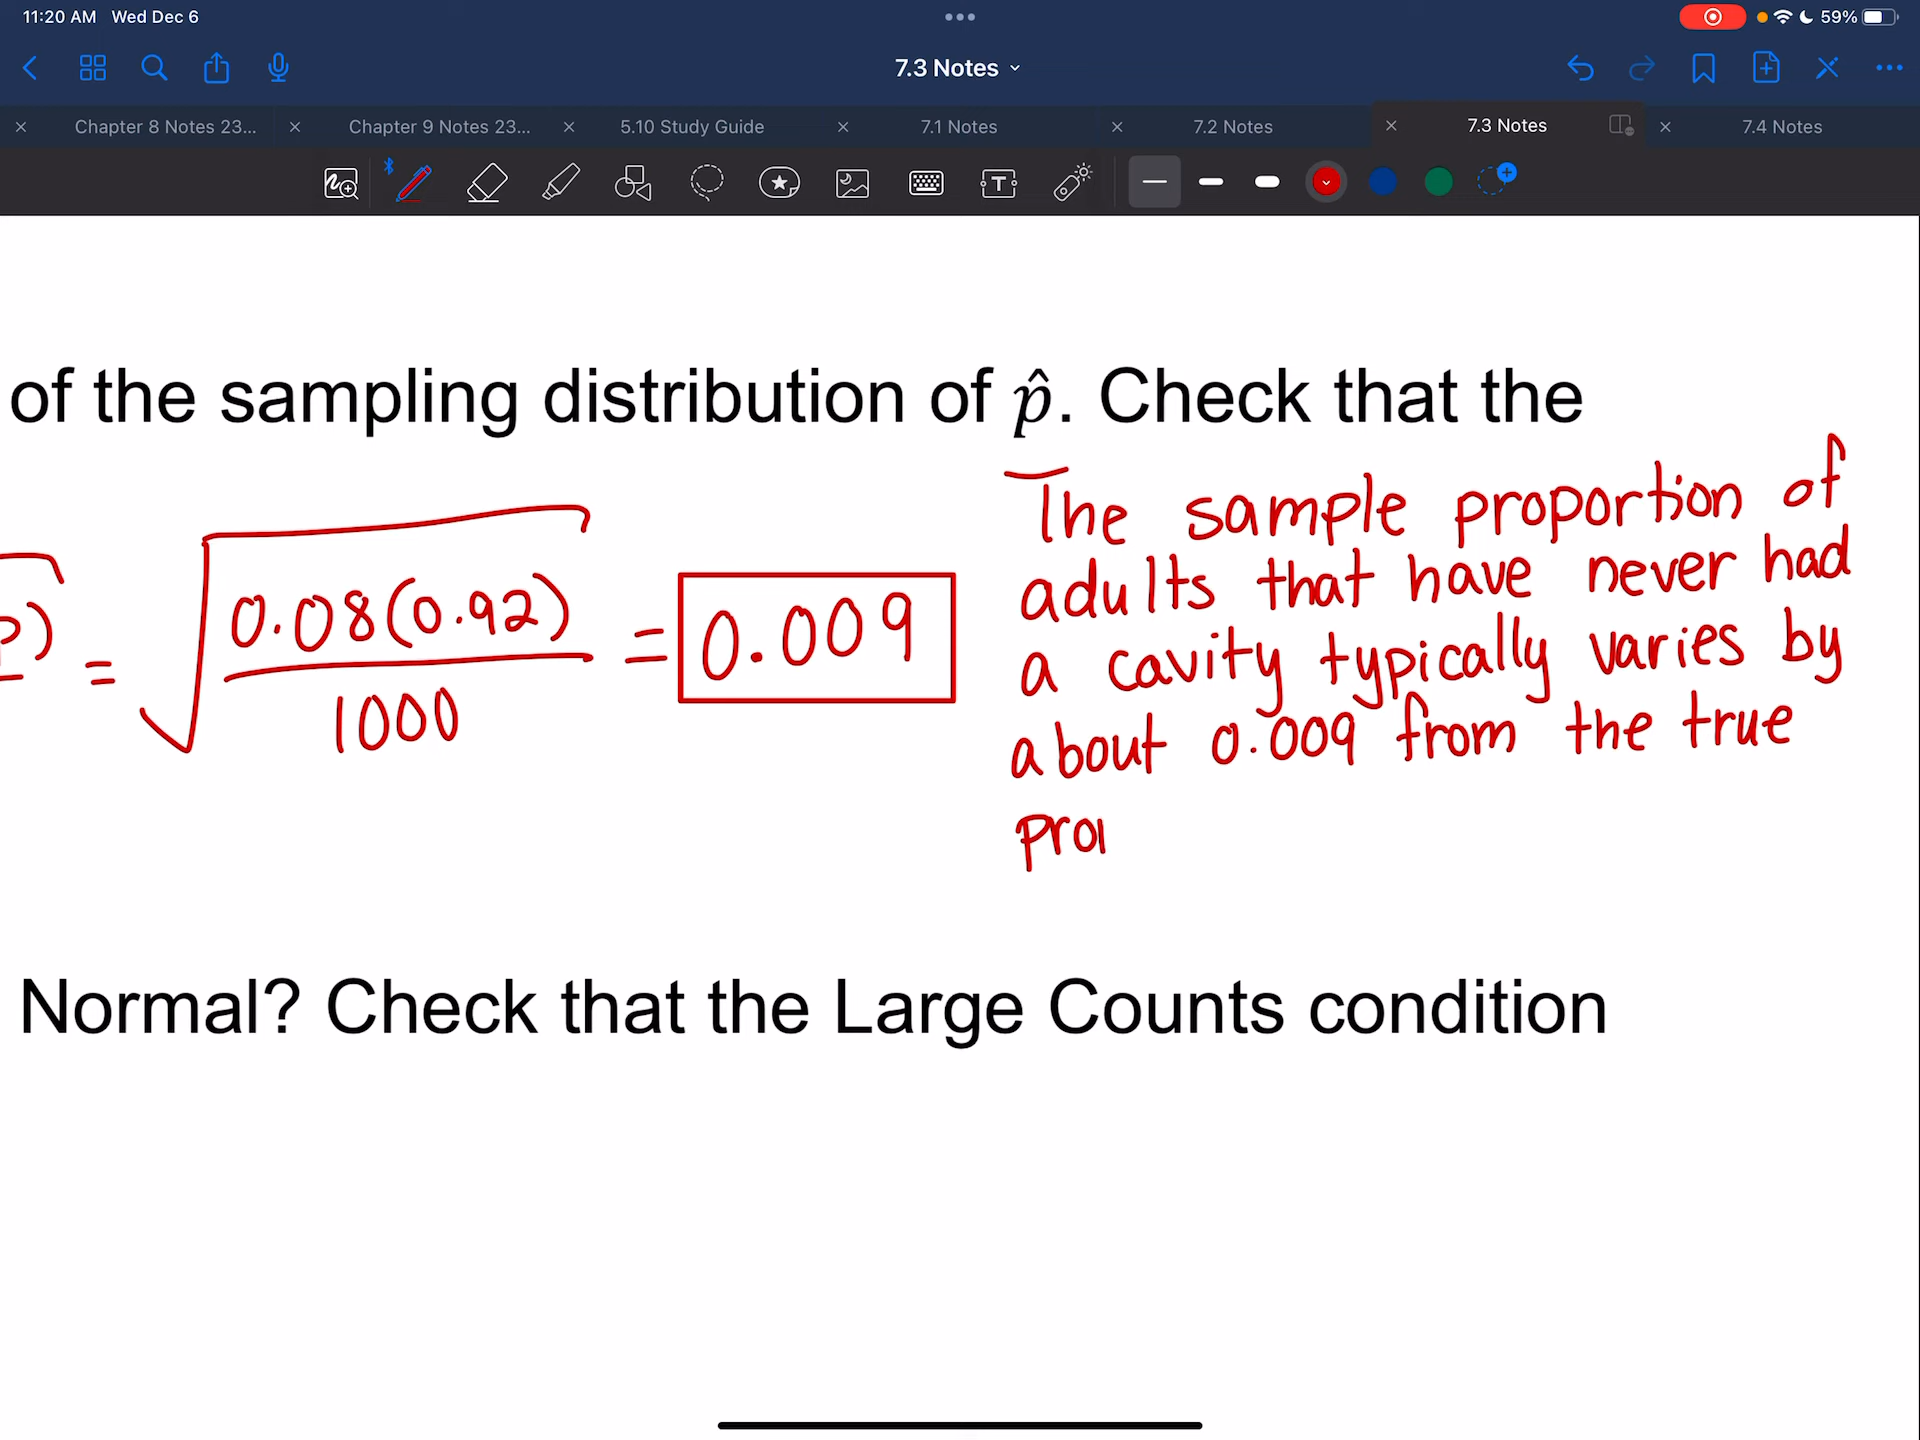 11:20 AM Wed Dec 6
59%
7.3 Notes
Chapter 8 Notes 23...
Chapter 9 Notes 23...
5.10 Study Guide
7.1 Notes
7.2 Notes
7.3 Notes
7.4 Notes
T
of the sampling distribution of p̂. Check that the
= √(0.08(0.92)/1000) = 0.009
The sample proportion of
adults that have never had
a cavity typically varies by
about 0.009 from the true
pro
Normal? Check that the Large Counts condition